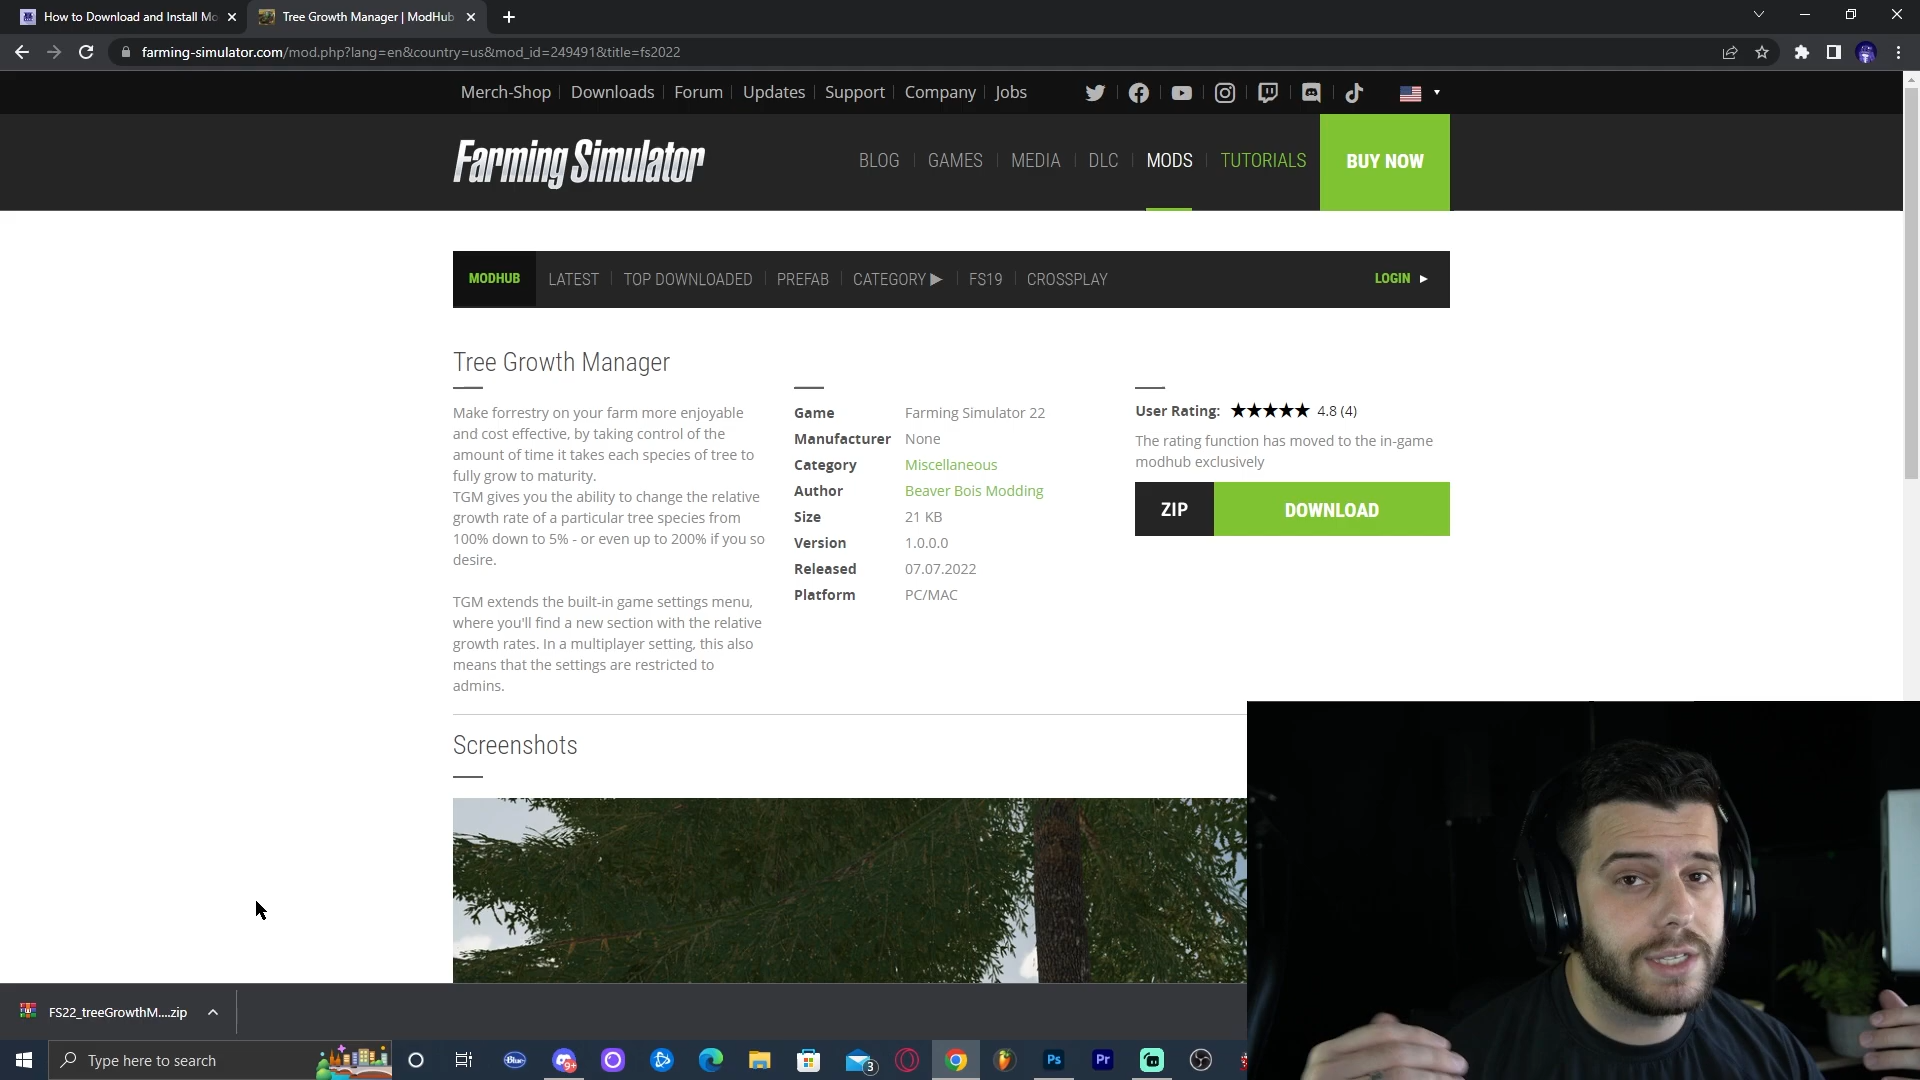 How to Download and Install Mo
Tree Growth Manager | ModHub
farming-simulator.com/mod.php?lang=en&country=us&mod_id=249491&title=fs2022
Merch-Shop Downloads Forum Updates Support Company Jobs
Farming Simulator
BLOG GAMES MEDIA DLC MODS TUTORIALS BUY NOW
MODHUB LATEST TOP DOWNLOADED PREFAB CATEGORY ▶ FS19 CROSSPLAY LOGIN ▶
Tree Growth Manager
Make forrestry on your farm more enjoyable
and cost effective, by taking control of the
amount of time it takes each species of tree to
fully grow to maturity.
TGM gives you the ability to change the relative
growth rate of a particular tree species from
100% down to 5% - or even up to 200% if you so
desire.
TGM extends the built-in game settings menu,
where you'll find a new section with the relative
growth rates. In a multiplayer setting, this also
means that the settings are restricted to
admins.
Game Farming Simulator 22
Manufacturer None
Category Miscellaneous
Author Beaver Bois Modding
Size 21 KB
Version 1.0.0.0
Released 07.07.2022
Platform PC/MAC
User Rating: ★★★★★ 4.8 (4)
The rating function has moved to the in-game
modhub exclusively
ZIP DOWNLOAD
Screenshots
FS22_treeGrowthM....zip
Type here to search
Blue
9+
3
Ps
Pr